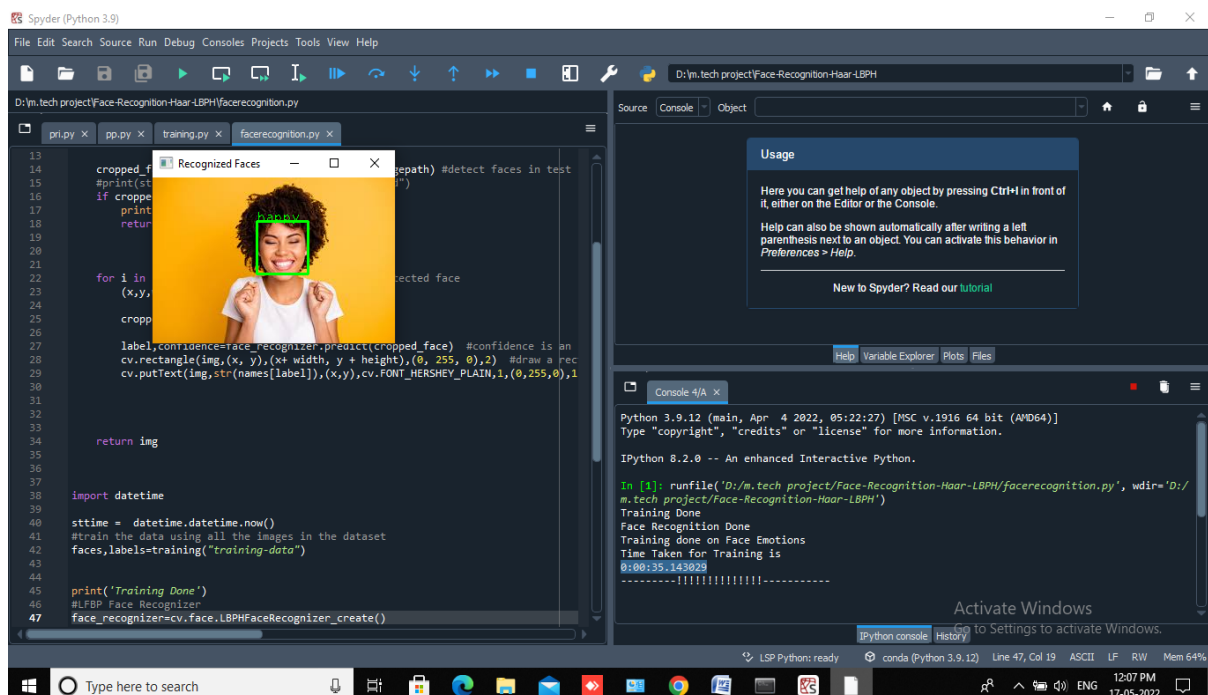 Spyder (Python 3.9)
File Edit Search Source Run Debug Consoles Projects Tools View Help
D:\m.tech project\Face-Recognition-Haar-LBPH
D:\m.tech project\Face-Recognition-Haar-LBPH\facerecognition.py
pri.py
pp.py
training.py
facerecognition.py
Recognized Faces
happy
13
14 cropped_f gepath) #detect faces in test
15 #print(st d")
16 if croppe
17 print
18 retur
19
20
21
22 for i in tected face
23 (x,y,
24
25 cropp
26
27 label,confidence=face_recognizer.predict(cropped_face) #confidence is an
28 cv.rectangle(img,(x, y),(x+ width, y + height),(0, 255, 0),2) #draw a rec
29 cv.putText(img,str(names[label]),(x,y),cv.FONT_HERSHEY_PLAIN,1,(0,255,0),1
30
31
32
33
34 return img
35
36
37
38 import datetime
39
40 sttime = datetime.datetime.now()
41 #train the data using all the images in the dataset
42 faces,labels=training("training-data")
43
44
45 print('Training Done')
46 #LFBP Face Recognizer
47 face_recognizer=cv.face.LBPHFaceRecognizer_create()
Source Console Object
Usage
Here you can get help of any object by pressing Ctrl+I in front of
it, either on the Editor or the Console.
Help can also be shown automatically after writing a left
parenthesis next to an object. You can activate this behavior in
Preferences > Help.
New to Spyder? Read our tutorial
Help Variable Explorer Plots Files
Console 4/A
Python 3.9.12 (main, Apr 4 2022, 05:22:27) [MSC v.1916 64 bit (AMD64)]
Type "copyright", "credits" or "license" for more information.
IPython 8.2.0 -- An enhanced Interactive Python.
In [1]: runfile('D:/m.tech project/Face-Recognition-Haar-LBPH/facerecognition.py', wdir='D:/
m.tech project/Face-Recognition-Haar-LBPH')
Training Done
Face Recognition Done
Training done on Face Emotions
Time Taken for Training is
0:00:35.143029
---------!!!!!!!!!!!!!!-----------
Activate Windows
Go to Settings to activate Windows.
IPython console History
LSP Python: ready conda (Python 3.9.12) Line 47, Col 19 ASCII LF RW Mem 64%
Type here to search
ENG
12:07 PM
17-05-2022